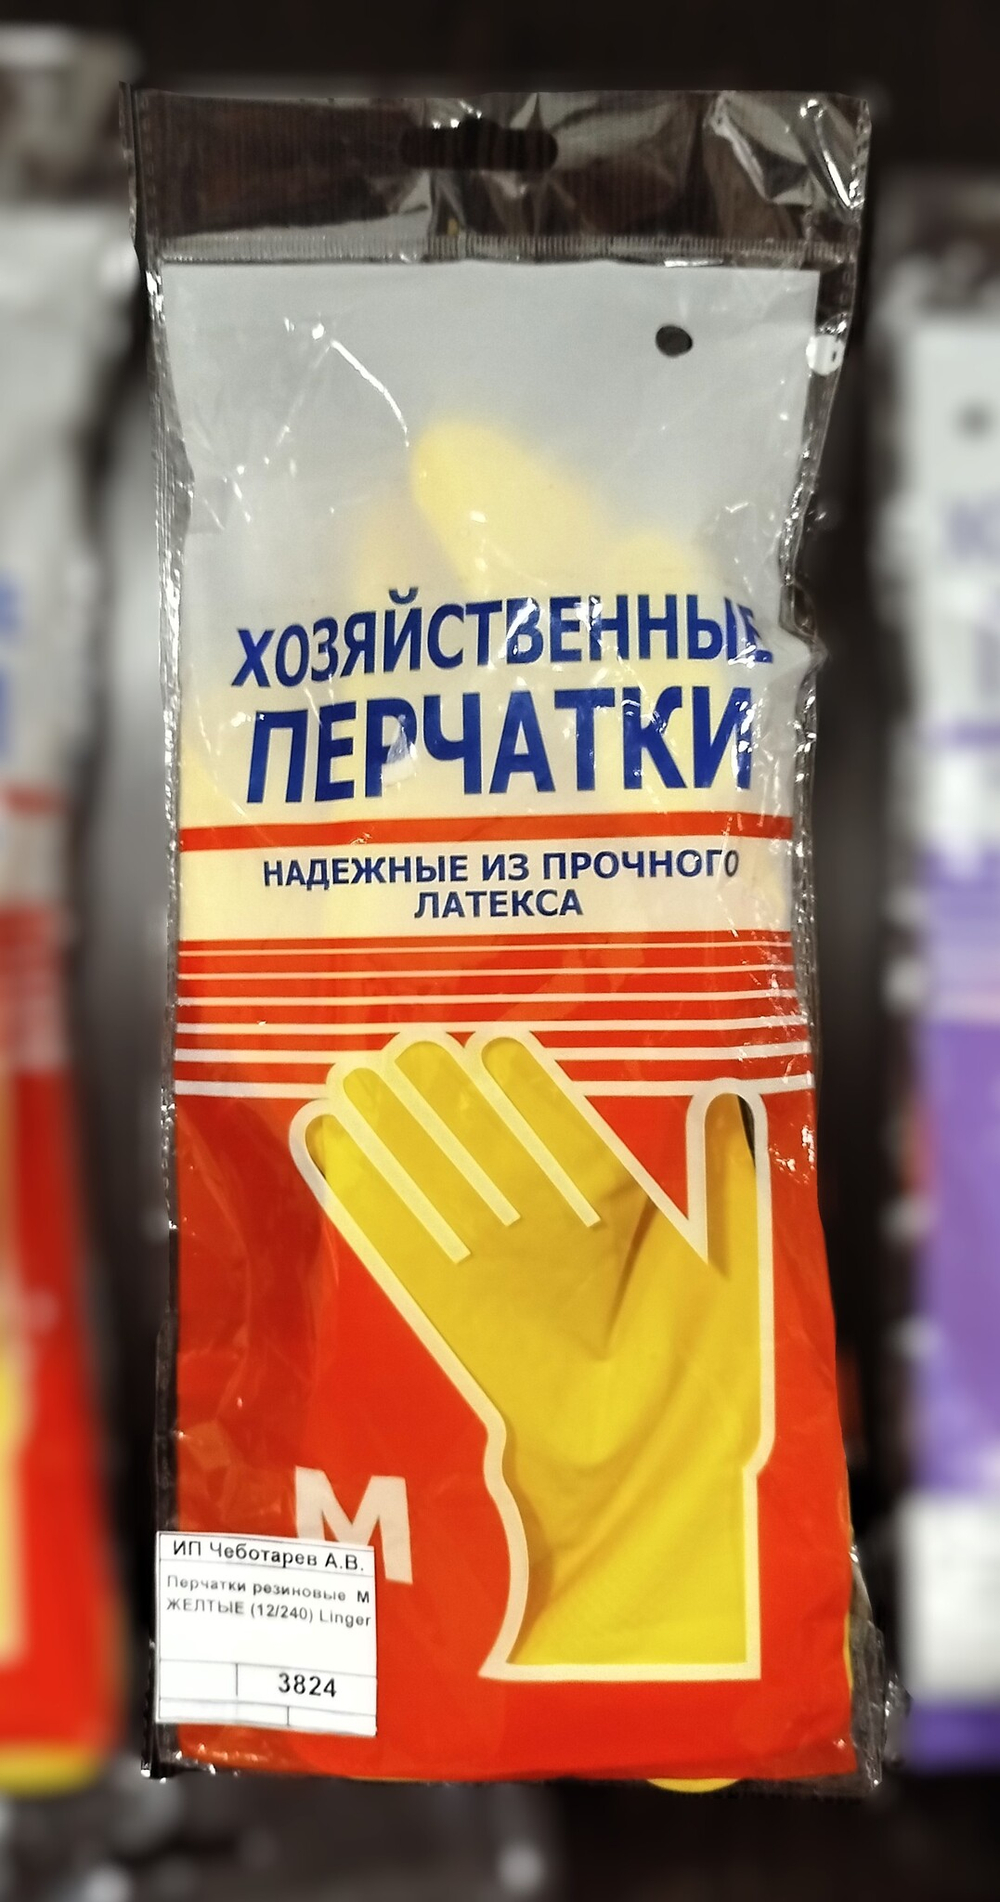 ХОЗЯЙСТВЕННЫЕ
ПЕРЧАТКИ
НАДЕЖНЫЕ ИЗ ПРОЧНОГО
ЛАТЕКСА
М
ИП Чеботарев А.В.
Перчатки резиновые М
ЖЕЛТЫЕ (12/240) Linger
3824